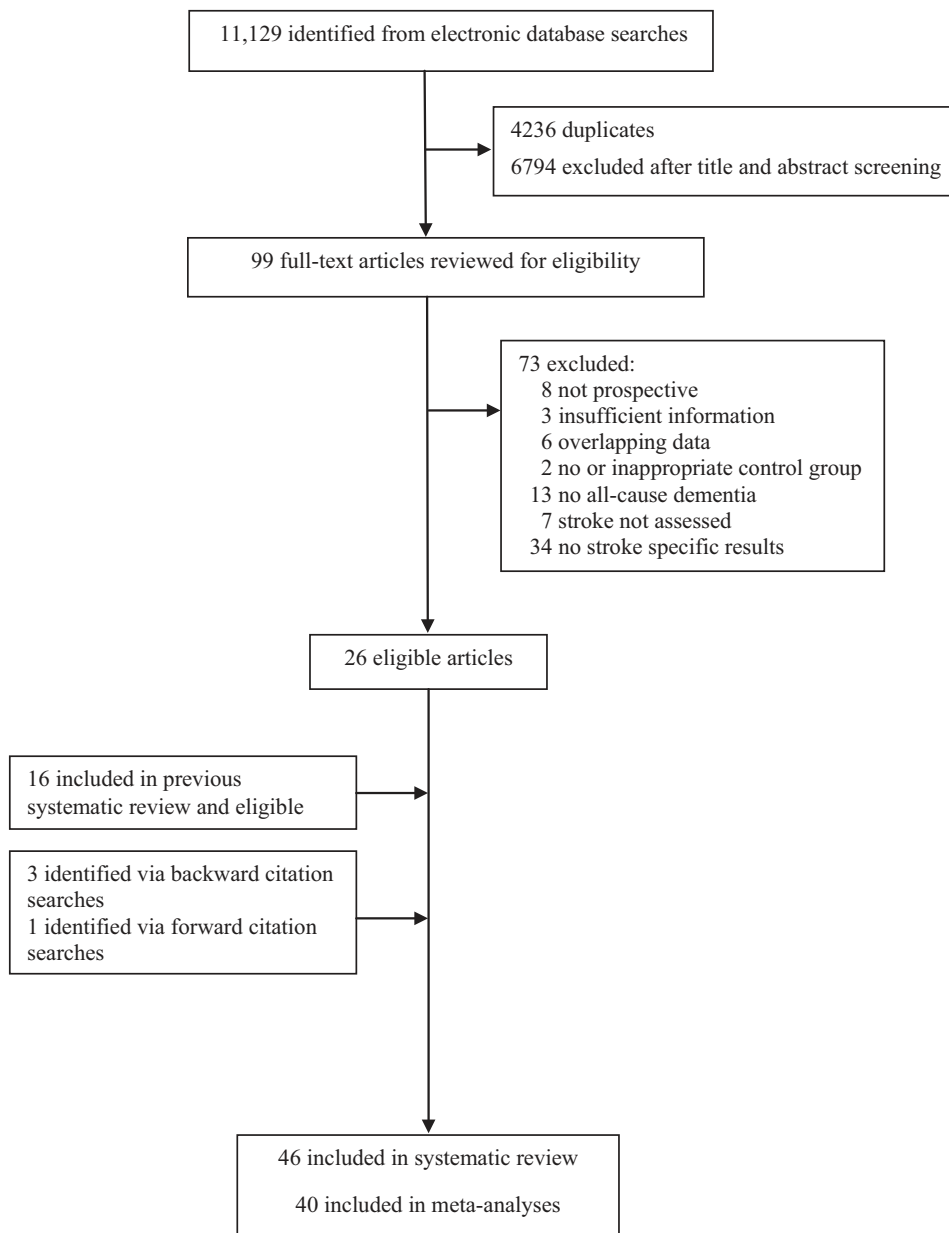 11,129 identified from electronic database searches
4236 duplicates
6794 excluded after title and abstract screening
99 full-text articles reviewed for eligibility
73 excluded:
8 not prospective
3 insufficient information
6 overlapping data
2 no or inappropriate control group
13 no all-cause dementia
7 stroke not assessed
34 no stroke specific results
26 eligible articles
16 included in previous
systematic review and eligible
3 identified via backward citation
searches
1 identified via forward citation
searches
46 included in systematic review
40 included in meta-analyses